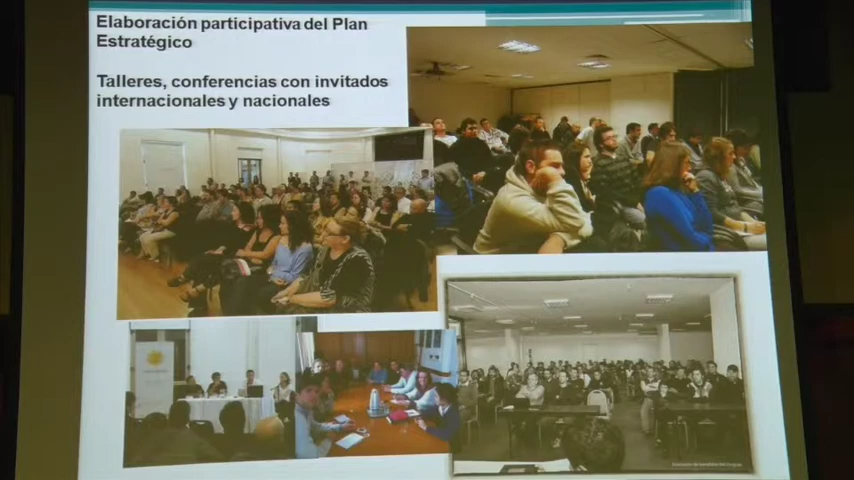 Elaboración participativa del Plan
Estratégico
Talleres, conferencias con invitados
internacionales y nacionales